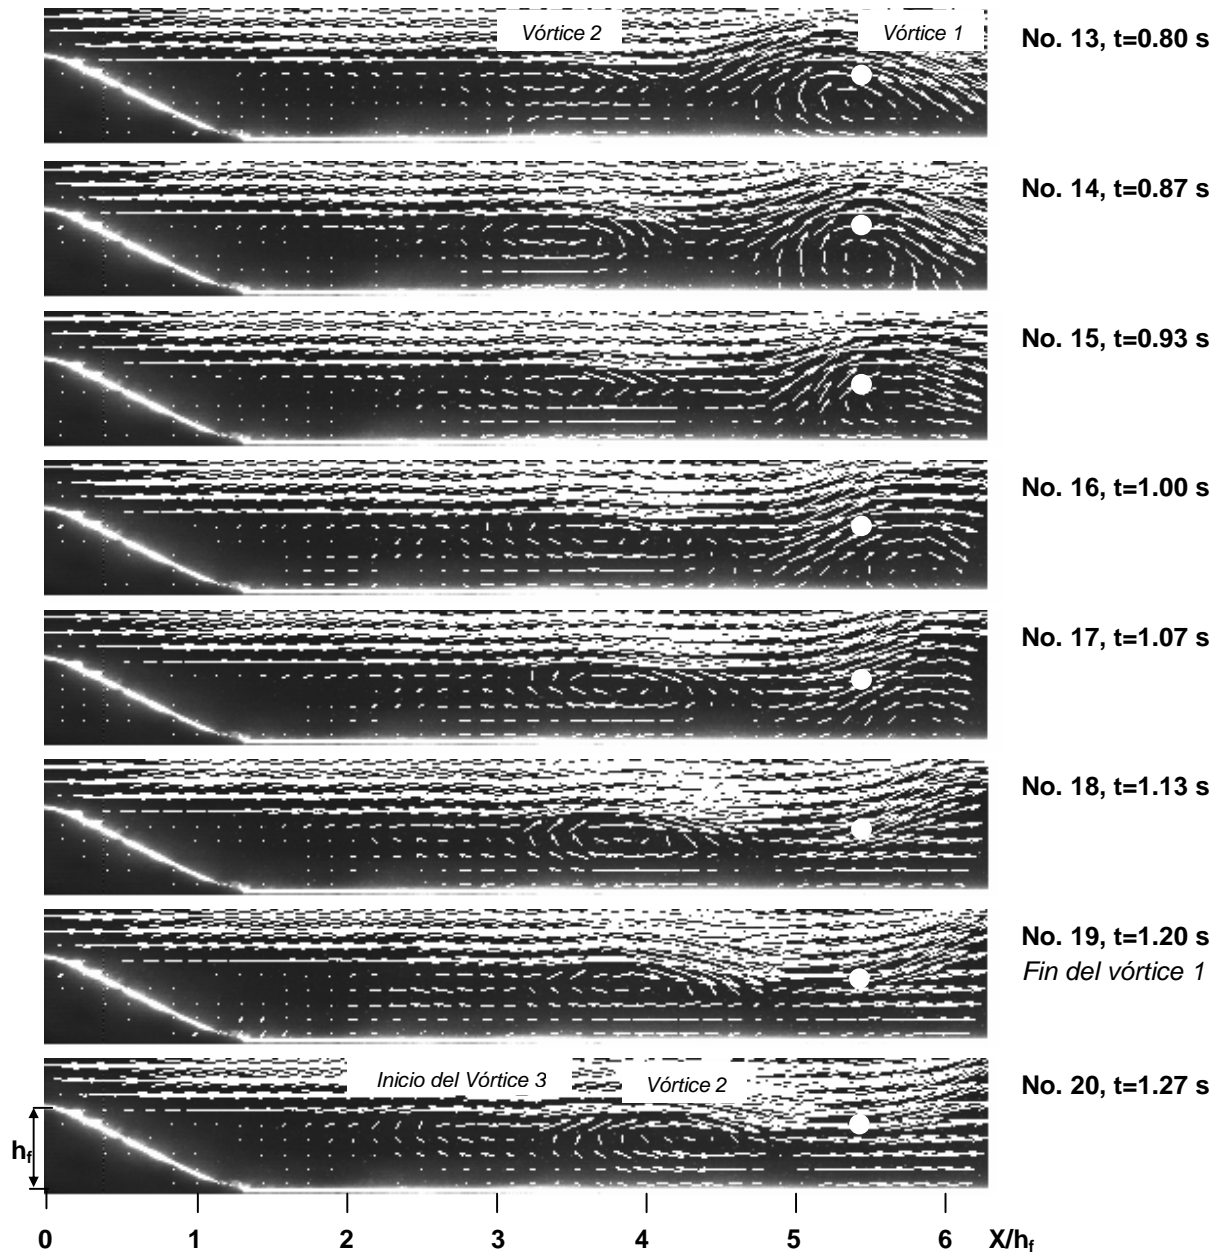 Vórtice 2
Vórtice 1
No. 13, t=0.80 s
No. 14, t=0.87 s
No. 15, t=0.93 s
No. 16, t=1.00 s
No. 17, t=1.07 s
No. 18, t=1.13 s
No. 19, t=1.20 s
Fin del vórtice 1
Inicio del Vórtice 3
Vórtice 2
No. 20, t=1.27 s
hf
0 1 2 3 4 5 6 X/hf